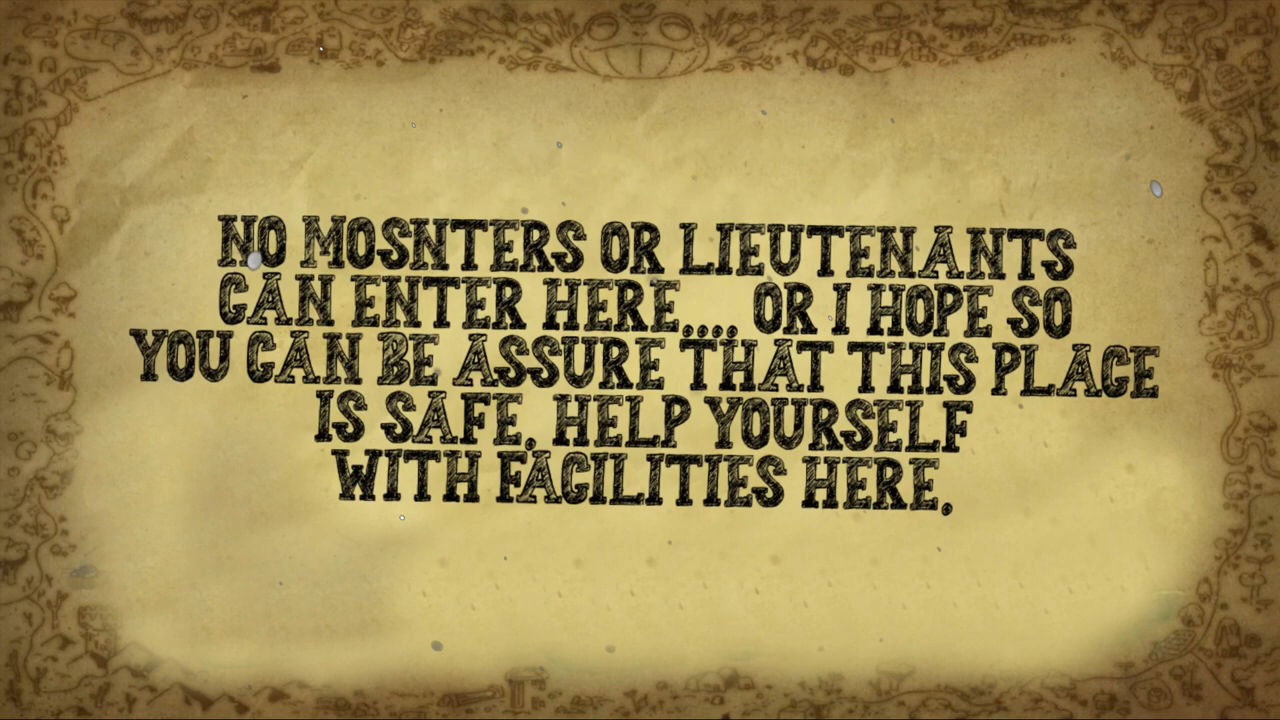 NO MOSNTERS OR LIEUTENANTS
CAN ENTER HERE.... OR I HOPE SO
YOU CAN BE ASSURE THAT THIS PLACE
IS SAFE, HELP YOURSELF
WITH FACILITIES HERE.